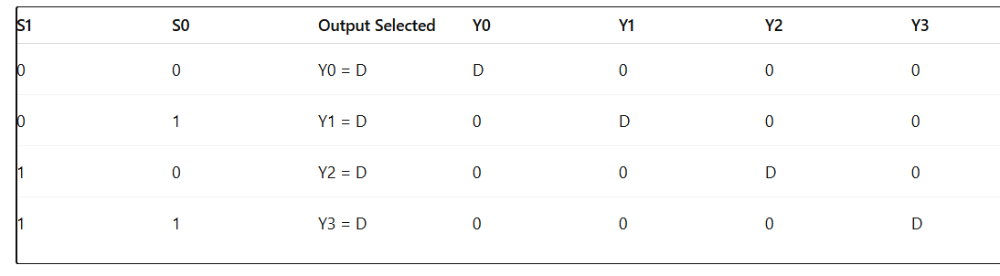 S1 S0 Output Selected Y0 Y1 Y2 Y3
0 0 Y0 = D D 0 0 0
0 1 Y1 = D 0 D 0 0
1 0 Y2 = D 0 0 D 0
1 1 Y3 = D 0 0 0 D